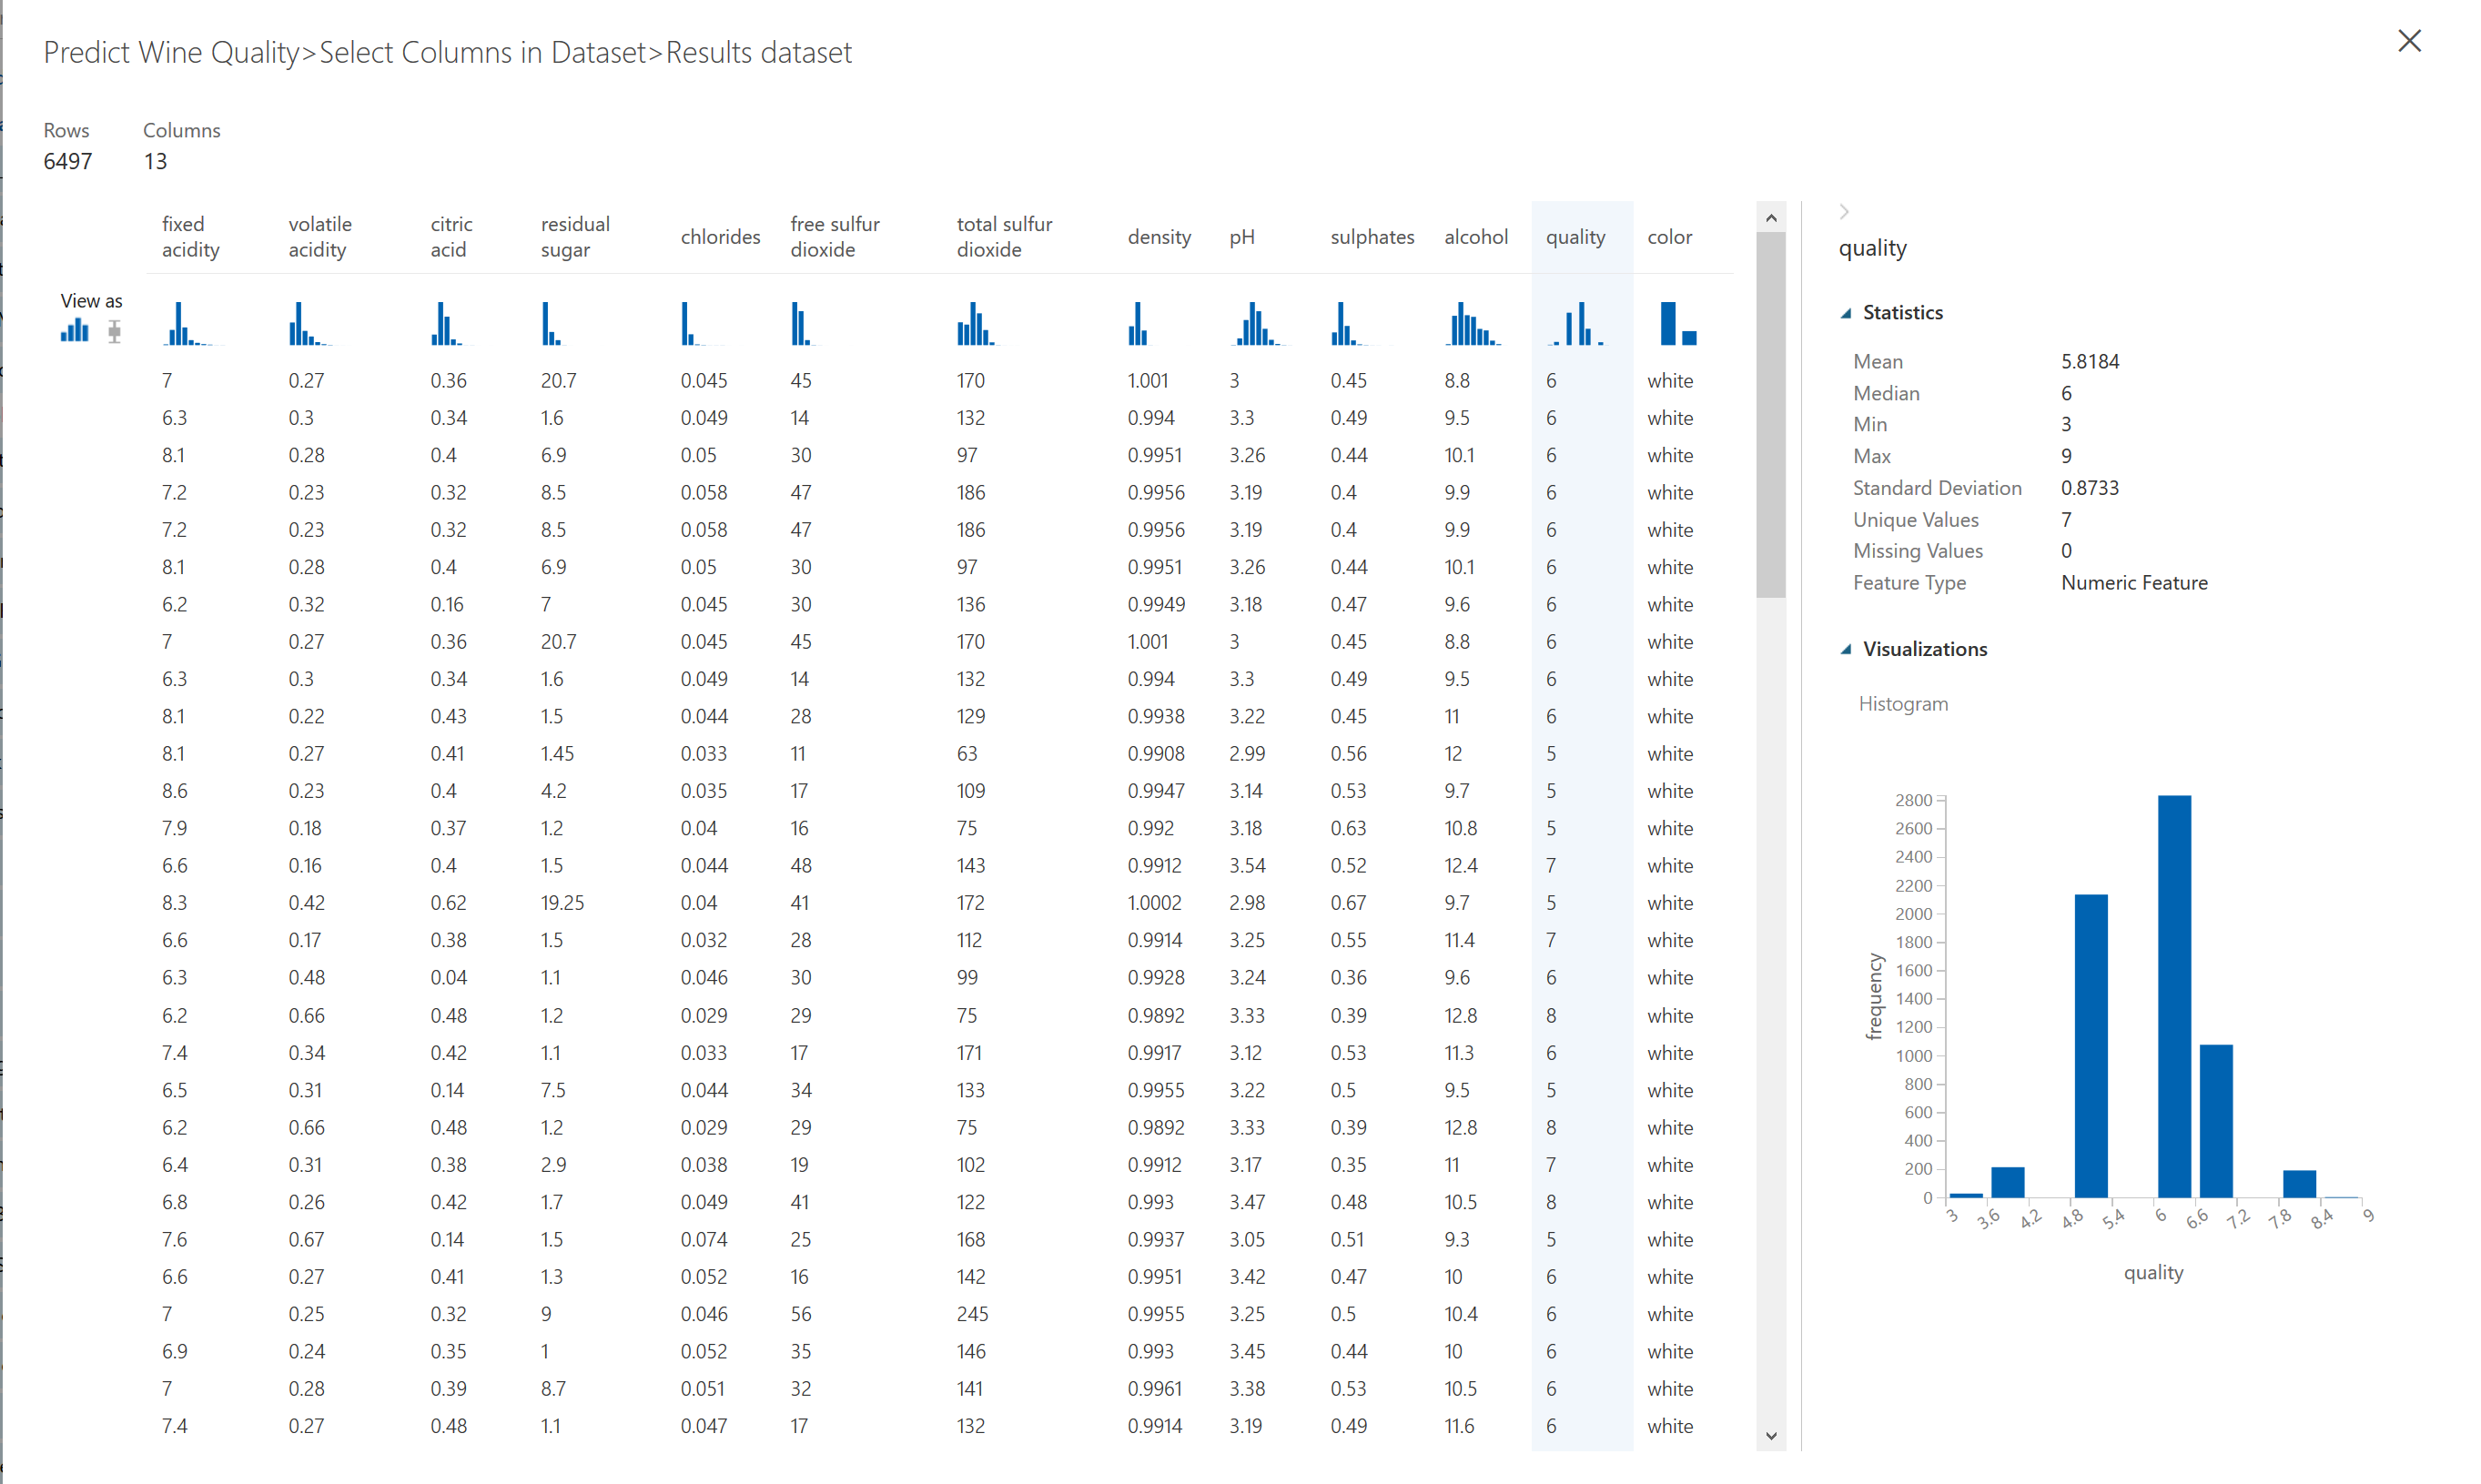 Predict Wine Quality>Select Columns in Dataset>Results dataset
Rows Columns
6497 13
fixed acidity volatile acidity citric acid residual sugar chlorides free sulfur dioxide total sulfur dioxide density pH sulphates alcohol quality color
View as
7 0.27 0.36 20.7 0.045 45 170 1.001 3 0.45 8.8 6 white
6.3 0.3 0.34 1.6 0.049 14 132 0.994 3.3 0.49 9.5 6 white
8.1 0.28 0.4 6.9 0.05 30 97 0.9951 3.26 0.44 10.1 6 white
7.2 0.23 0.32 8.5 0.058 47 186 0.9956 3.19 0.4 9.9 6 white
7.2 0.23 0.32 8.5 0.058 47 186 0.9956 3.19 0.4 9.9 6 white
8.1 0.28 0.4 6.9 0.05 30 97 0.9951 3.26 0.44 10.1 6 white
6.2 0.32 0.16 7 0.045 30 136 0.9949 3.18 0.47 9.6 6 white
7 0.27 0.36 20.7 0.045 45 170 1.001 3 0.45 8.8 6 white
6.3 0.3 0.34 1.6 0.049 14 132 0.994 3.3 0.49 9.5 6 white
8.1 0.22 0.43 1.5 0.044 28 129 0.9938 3.22 0.45 11 6 white
8.1 0.27 0.41 1.45 0.033 11 63 0.9908 2.99 0.56 12 5 white
8.6 0.23 0.4 4.2 0.035 17 109 0.9947 3.14 0.53 9.7 5 white
7.9 0.18 0.37 1.2 0.04 16 75 0.992 3.18 0.63 10.8 5 white
6.6 0.16 0.4 1.5 0.044 48 143 0.9912 3.54 0.52 12.4 7 white
8.3 0.42 0.62 19.25 0.04 41 172 1.0002 2.98 0.67 9.7 5 white
6.6 0.17 0.38 1.5 0.032 28 112 0.9914 3.25 0.55 11.4 7 white
6.3 0.48 0.04 1.1 0.046 30 99 0.9928 3.24 0.36 9.6 6 white
6.2 0.66 0.48 1.2 0.029 29 75 0.9892 3.33 0.39 12.8 8 white
7.4 0.34 0.42 1.1 0.033 17 171 0.9917 3.12 0.53 11.3 6 white
6.5 0.31 0.14 7.5 0.044 34 133 0.9955 3.22 0.5 9.5 5 white
6.2 0.66 0.48 1.2 0.029 29 75 0.9892 3.33 0.39 12.8 8 white
6.4 0.31 0.38 2.9 0.038 19 102 0.9912 3.17 0.35 11 7 white
6.8 0.26 0.42 1.7 0.049 41 122 0.993 3.47 0.48 10.5 8 white
7.6 0.67 0.14 1.5 0.074 25 168 0.9937 3.05 0.51 9.3 5 white
6.6 0.27 0.41 1.3 0.052 16 142 0.9951 3.42 0.47 10 6 white
7 0.25 0.32 9 0.046 56 245 0.9955 3.25 0.5 10.4 6 white
6.9 0.24 0.35 1 0.052 35 146 0.993 3.45 0.44 10 6 white
7 0.28 0.39 8.7 0.051 32 141 0.9961 3.38 0.53 10.5 6 white
7.4 0.27 0.48 1.1 0.047 17 132 0.9914 3.19 0.49 11.6 6 white
quality
Statistics
Mean 5.8184
Median 6
Min 3
Max 9
Standard Deviation 0.8733
Unique Values 7
Missing Values 0
Feature Type Numeric Feature
Visualizations
Histogram
2800
2600
2400
2200
2000
1800
1600
1400
1200
1000
800
600
400
200
0
frequency
3 3.6 4.2 4.8 5.4 6 6.6 7.2 7.8 8.4 9
quality